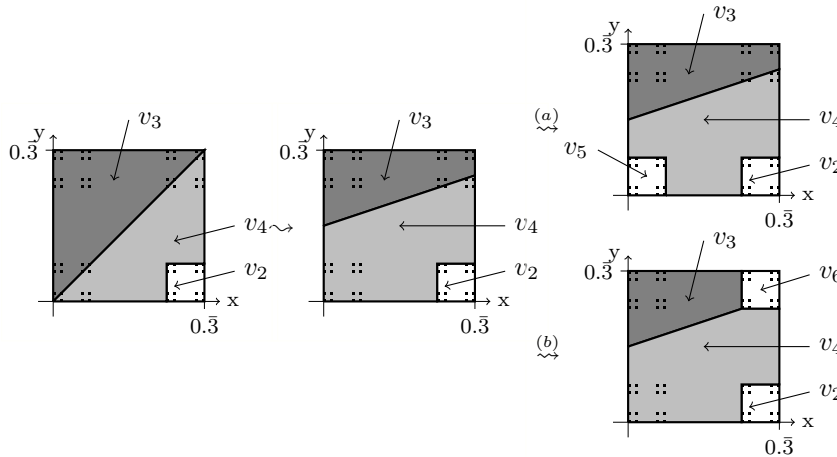 y
0.3̄
v₃
v₄
v₂
x
0.3̄
⇝
y
0.3̄
v₃
v₄
v₂
x
0.3̄
(a)
⇝
y
0.3̄
v₃
v₄
v₅
v₂
x
0.3̄
(b)
⇝
y
0.3̄
v₃
v₆
v₄
v₂
x
0.3̄